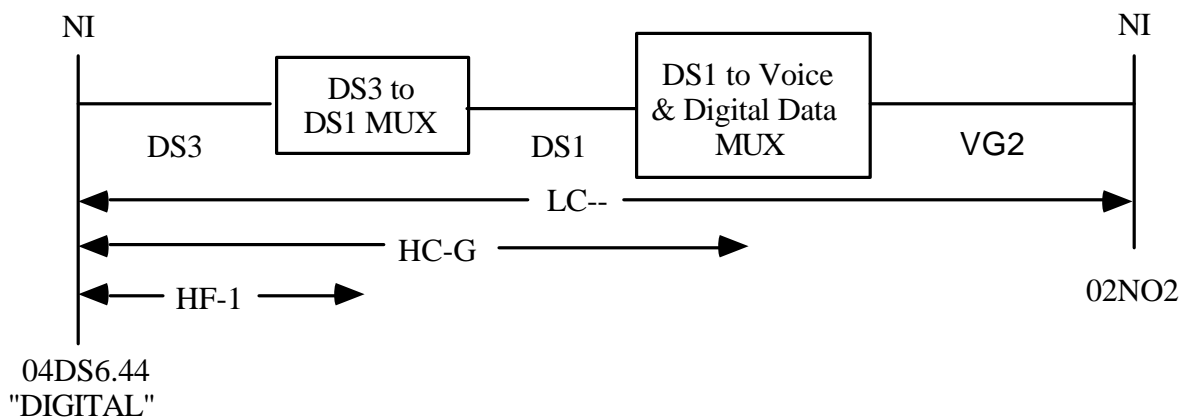 NI
NI
DS3 to
DS1 MUX
DS1 to Voice
& Digital Data
MUX
DS3
DS1
VG2
LC--
HC-G
HF-1
02NO2
04DS6.44
"DIGITAL"